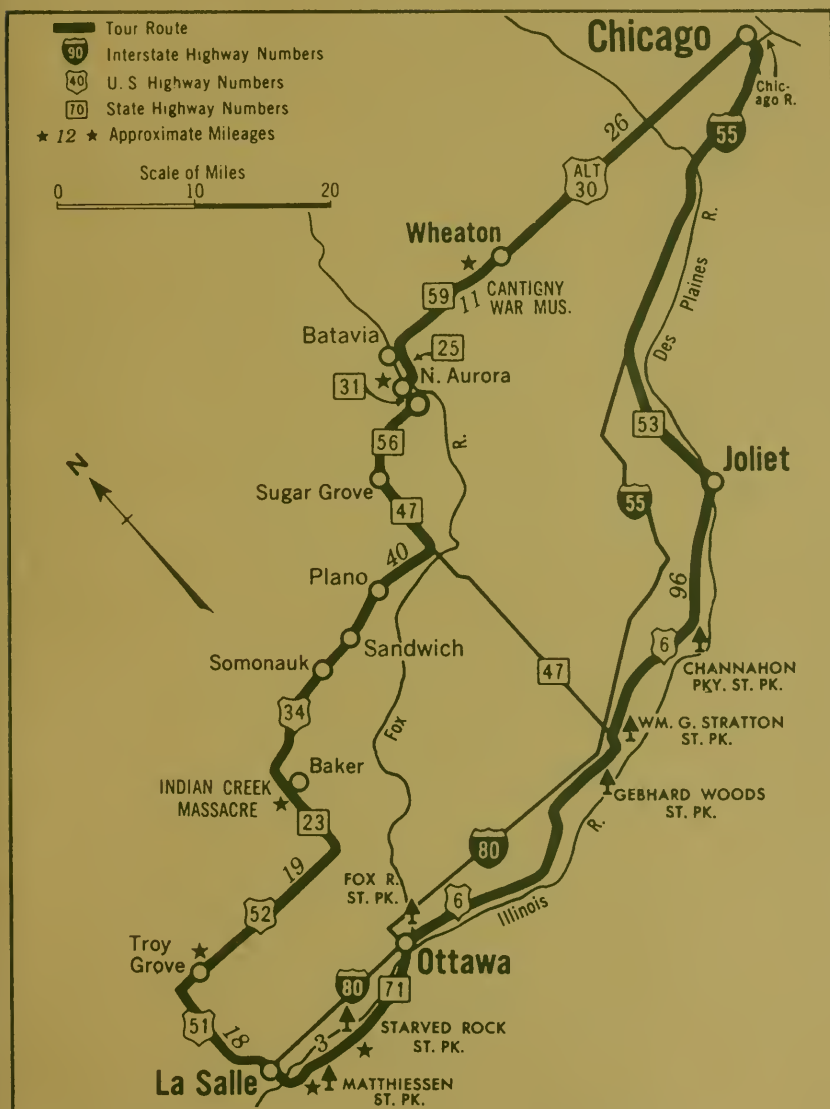 Tour Route
90 Interstate Highway Numbers
40 U.S Highway Numbers
70 State Highway Numbers
★ 12 ★ Approximate Mileages
Scale of Miles
0 10 20
Chicago
Chic-
ago R.
26
55
ALT
30
Wheaton
★
59
11
CANTIGNY
WAR MUS.
Des Plaines R.
Batavia
25
★
N. Aurora
31
56
R.
53
Joliet
N
Sugar Grove
47
55
40
Plano
96
Sandwich
Somonauk
6
CHANNAHON
PKY. ST. PK.
47
34
WM. G. STRATTON
ST. PK.
Fox
Baker
INDIAN CREEK
MASSACRE
★
GEBHARD WOODS
ST. PK.
23
R.
80
19
FOX R.
ST. PK.
6
Illinois
52
Troy
Grove
★
Ottawa
80
71
51
18
STARVED ROCK
ST. PK.
3
★
La Salle
★
MATTHIESSEN
ST. PK.